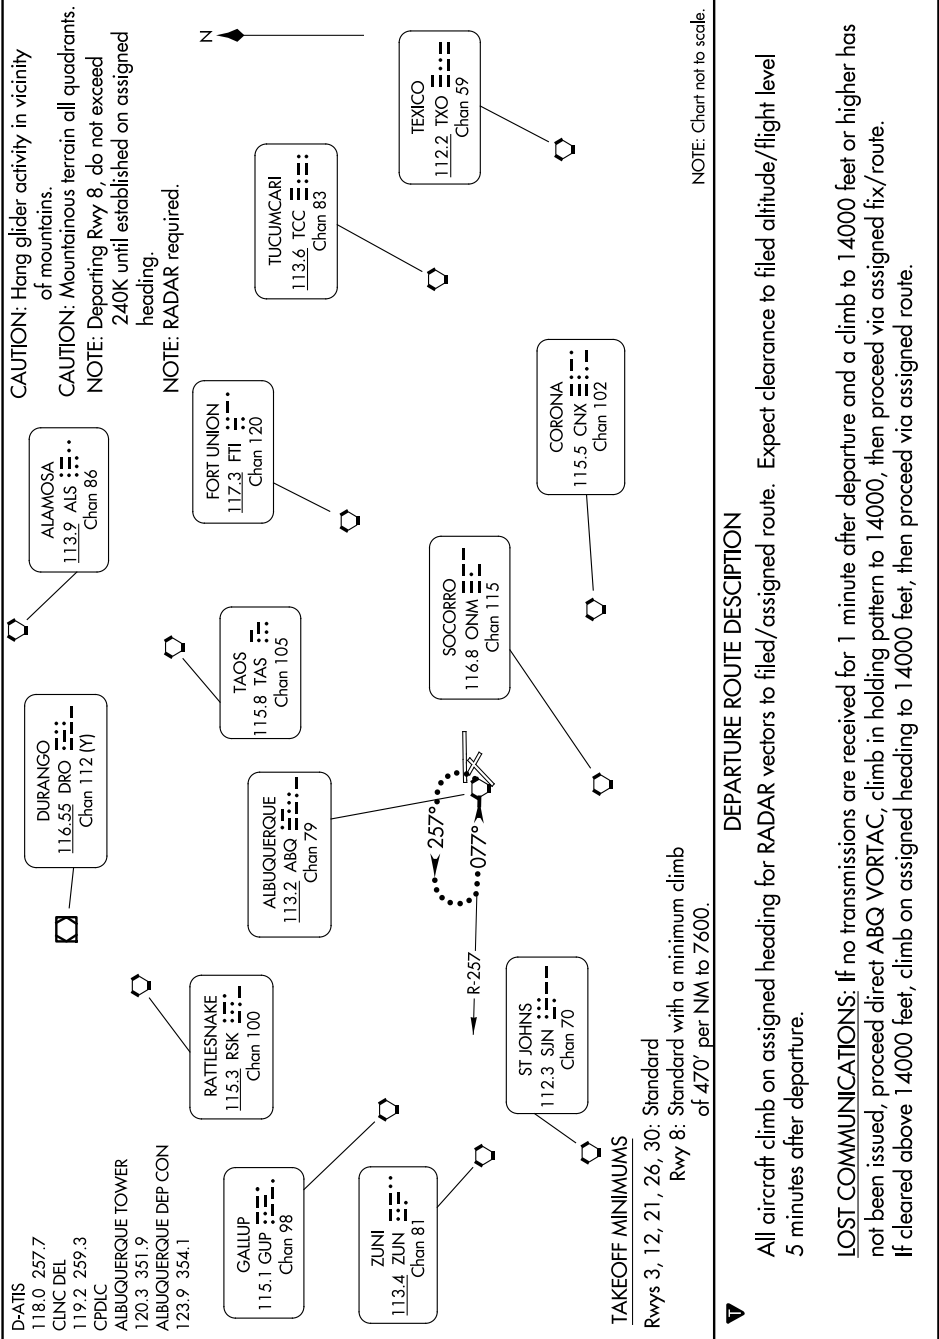 D-ATIS
118.0 257.7
CLNC DEL
119.2 259.3
CPDLC
ALBUQUERQUE TOWER
120.3 351.9
ALBUQUERQUE DEP CON
123.9 354.1
CAUTION: Hang glider activity in vicinity
of mountains.
CAUTION: Mountainous terrain all quadrants.
NOTE: Departing Rwy 8, do not exceed
240K until established on assigned
heading.
NOTE: RADAR required.
N
DURANGO
116.55 DRO
Chan 112 (Y)
ALAMOSA
113.9 ALS
Chan 86
RATTLESNAKE
115.3 RSK
Chan 100
TAOS
115.8 TAS
Chan 105
FORT UNION
117.3 FTI
Chan 120
GALLUP
115.1 GUP
Chan 98
ALBUQUERQUE
113.2 ABQ
Chan 79
TUCUMCARI
113.6 TCC
Chan 83
ZUNI
113.4 ZUN
Chan 81
257°
077°
R-257
SOCORRO
116.8 ONM
Chan 115
TEXICO
112.2 TXO
Chan 59
ST JOHNS
112.3 SJN
Chan 70
CORONA
115.5 CNX
Chan 102
TAKEOFF MINIMUMS
Rwys 3, 12, 21, 26, 30: Standard
Rwy 8: Standard with a minimum climb
of 470' per NM to 7600.
NOTE: Chart not to scale.
T
DEPARTURE ROUTE DESCIPTION
All aircraft climb on assigned heading for RADAR vectors to filed/assigned route. Expect clearance to filed altitude/flight level
5 minutes after departure.
LOST COMMUNICATIONS: If no transmissions are received for 1 minute after departure and a climb to 14000 feet or higher has
not been issued, proceed direct ABQ VORTAC, climb in holding pattern to 14000, then proceed via assigned fix/route.
If cleared above 14000 feet, climb on assigned heading to 14000 feet, then proceed via assigned route.